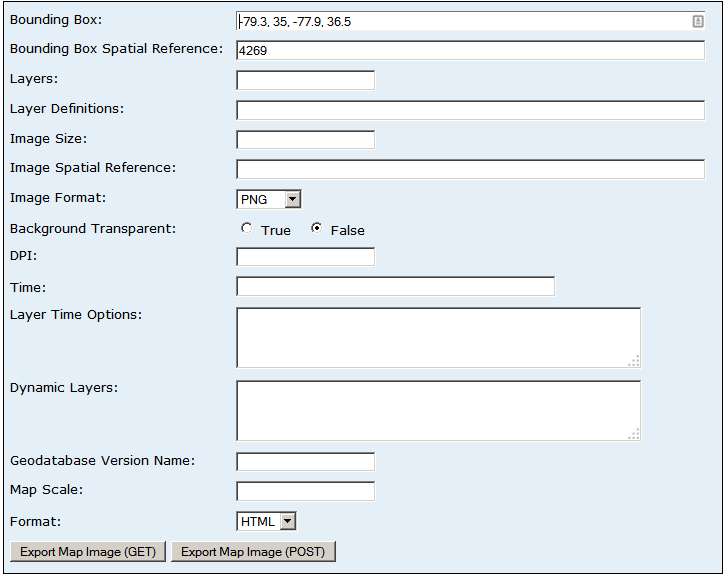 Bounding Box: -79.3, 35, -77.9, 36.5
Bounding Box Spatial Reference: 4269
Layers:
Layer Definitions:
Image Size:
Image Spatial Reference:
Image Format: PNG
Background Transparent: True False
DPI:
Time:
Layer Time Options:
Dynamic Layers:
Geodatabase Version Name:
Map Scale:
Format: HTML
Export Map Image (GET) Export Map Image (POST)